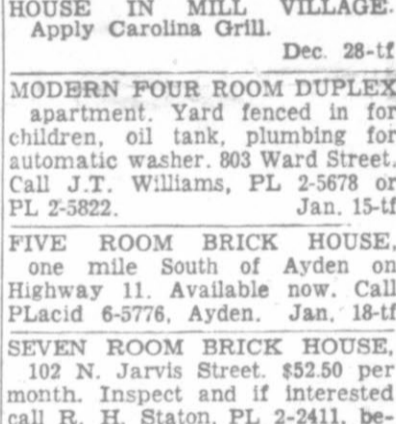 HOUSE IN MILL VILLAGE.
Apply Carolina Grill.
Dec. 28-tf
MODERN FOUR ROOM DUPLEX
apartment. Yard fenced in for
children, oil tank, plumbing for
automatic washer. 803 Ward Street.
Call J.T. Williams, PL 2-5678 or
PL 2-5822. Jan. 15-tf
FIVE ROOM BRICK HOUSE,
one mile South of Ayden on
Highway 11. Available now. Call
PLacid 6-5776, Ayden. Jan. 18-tf
SEVEN ROOM BRICK HOUSE,
102 N. Jarvis Street. $52.50 per
month. Inspect and if interested
call R. H. Staton, PL 2-2411, be-